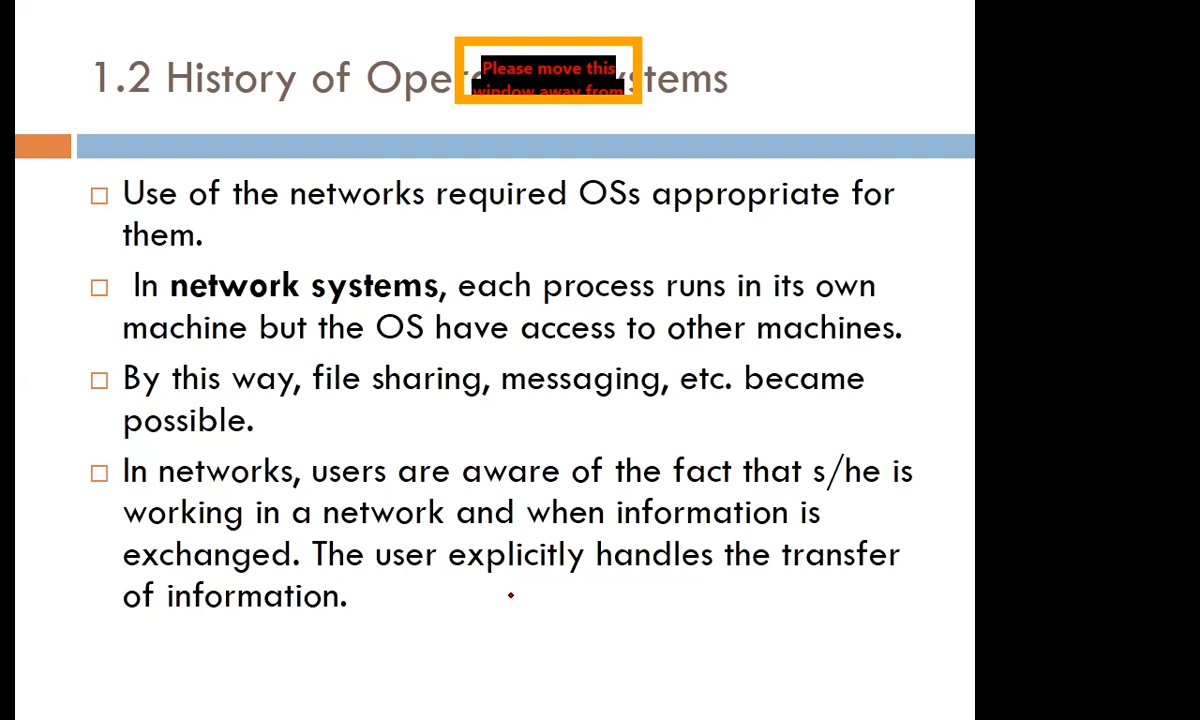 1.2 History of Ope stems
Please move this
window away from
Use of the networks required OSs appropriate for
them.
In network systems, each process runs in its own
machine but the OS have access to other machines.
By this way, file sharing, messaging, etc. became
possible.
In networks, users are aware of the fact that s/he is
working in a network and when information is
exchanged. The user explicitly handles the transfer
of information.